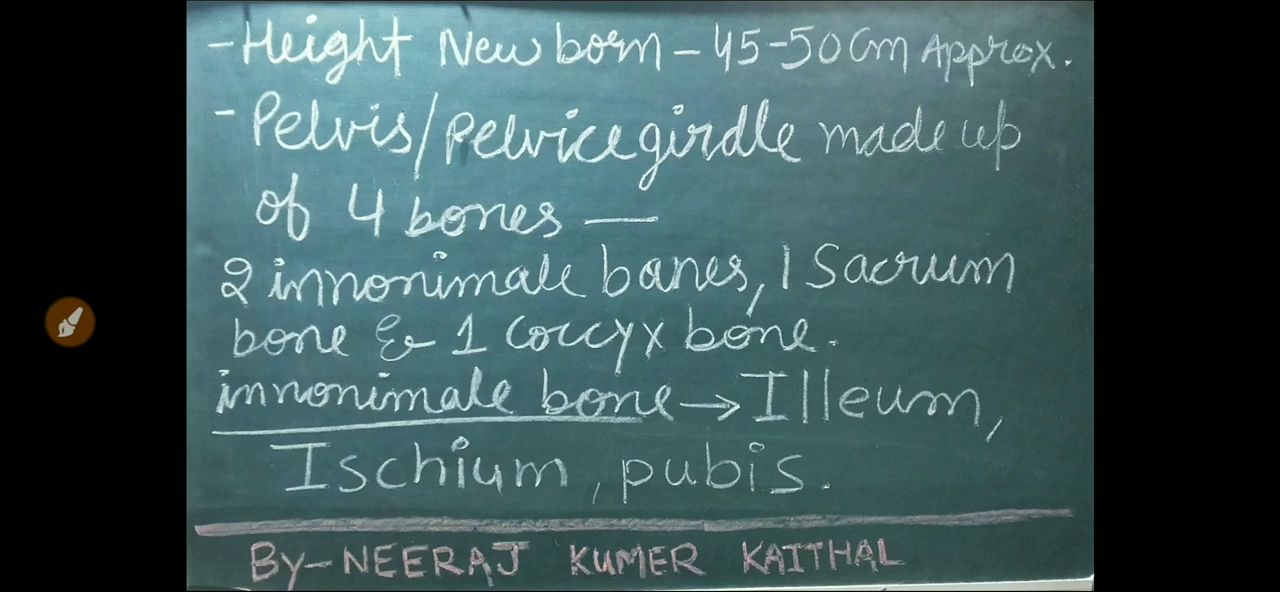 - Height New born - 45-50 Cm Approx.
- Pelvis/Pelvice girdle made up
of 4 bones —
2 innonimale banes, 1 Sacrum
bone & 1 Coccyx bone.
innonimale bone → Illeum,
Ischium, pubis.
By- NEERAJ KUMER KAITHAL